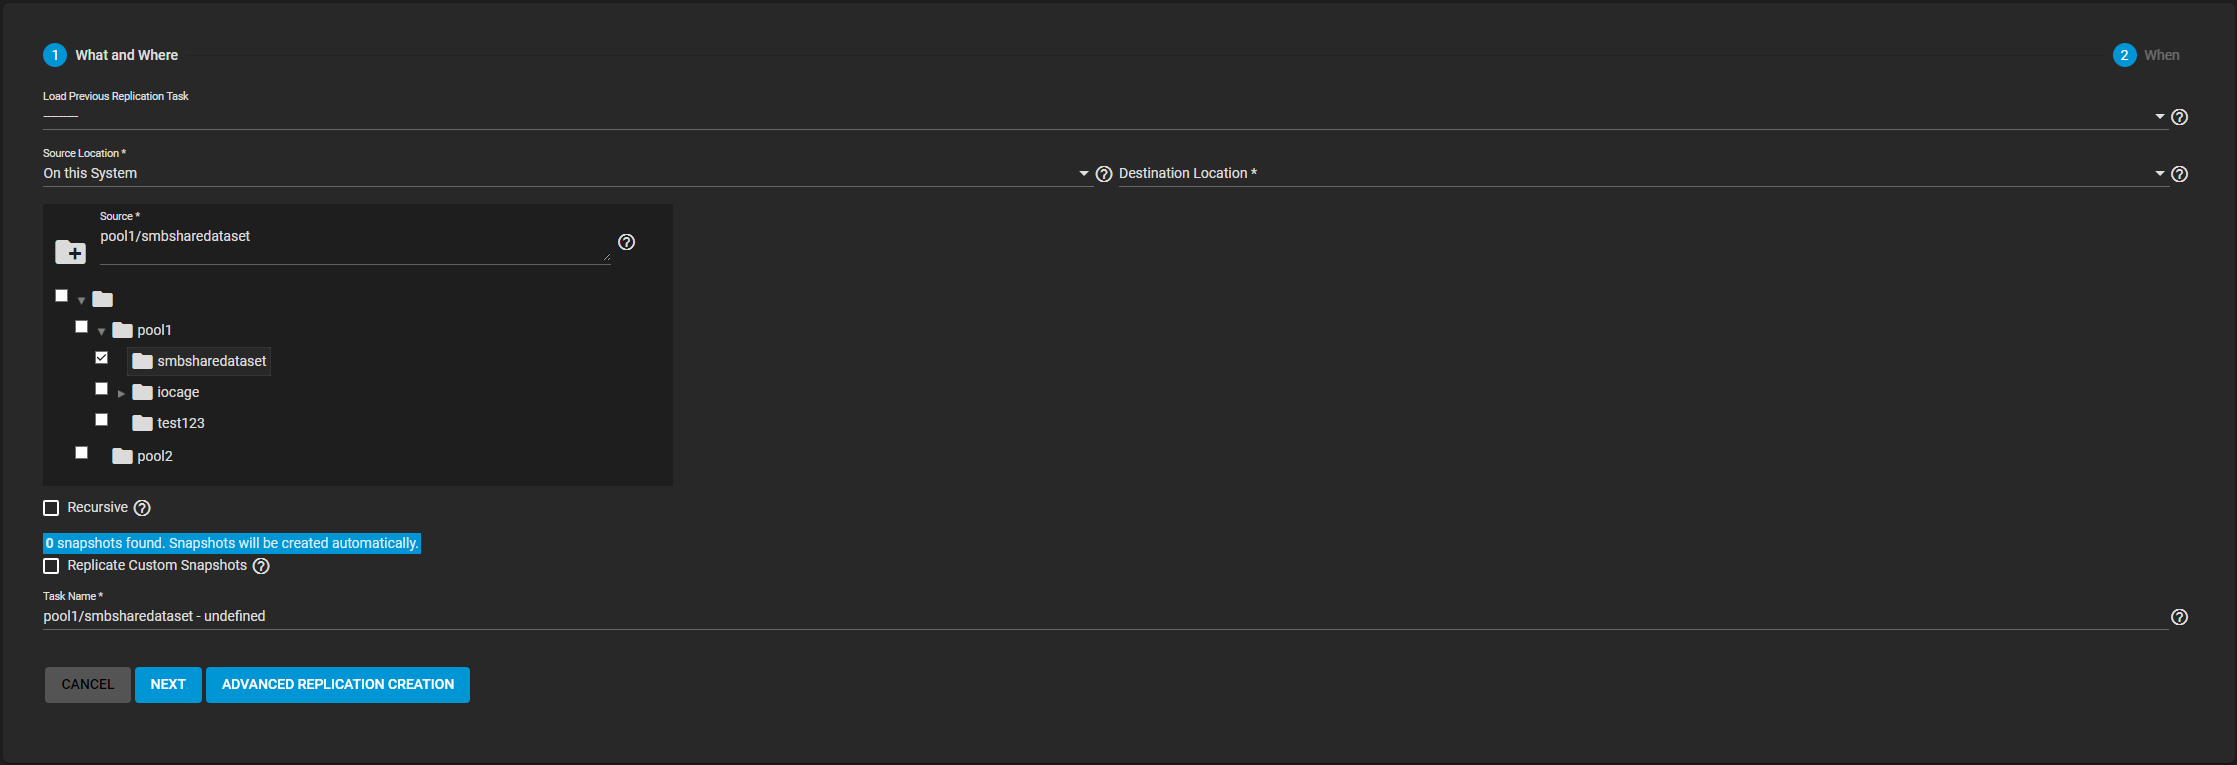 1 What and Where
2 When
Load Previous Replication Task
---------
Source Location *
On this System
Destination Location *
Source *
pool1/smbsharedataset
pool1
smbsharedataset
iocage
test123
pool2
Recursive
0 snapshots found. Snapshots will be created automatically.
Replicate Custom Snapshots
Task Name *
pool1/smbsharedataset - undefined
CANCEL NEXT ADVANCED REPLICATION CREATION